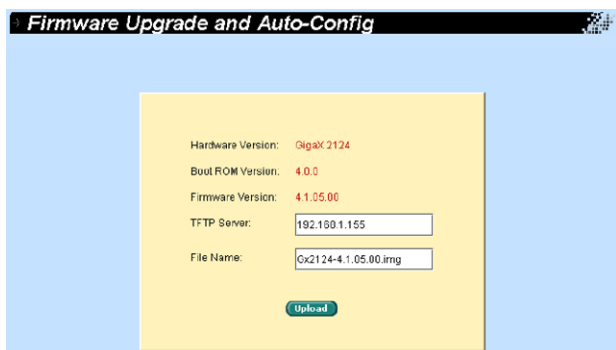 Firmware Upgrade and Auto-Config
Hardware Version: GigaX 2124
Boot ROM Version: 4.0.0
Firmware Version: 4.1.05.00
TFTP Server: 192.160.1.155
File Name: Gx2124-4.1.05.00.img
Upload